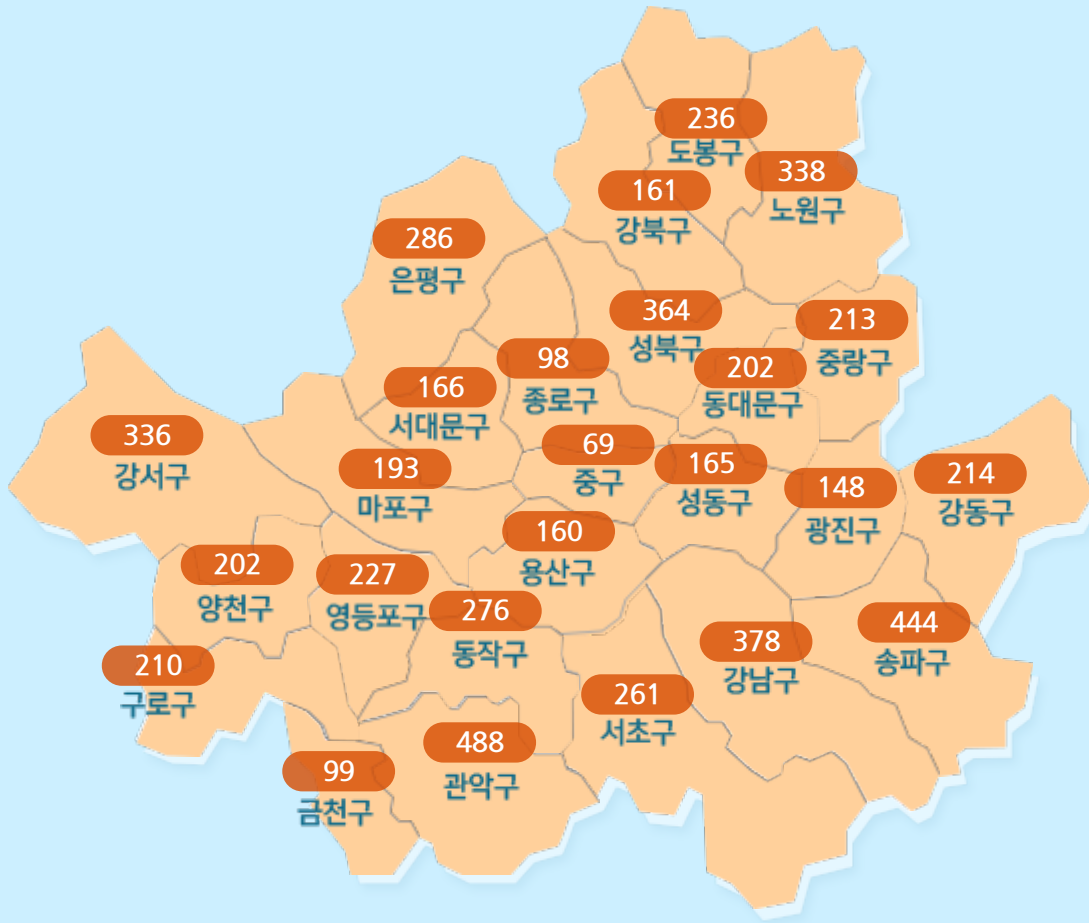 236
도봉구
338
노원구
161
강북구
286
은평구
364
성북구
213
중랑구
98
종로구
202
동대문구
166
서대문구
336
강서구
69
중구
165
성동구
193
마포구
148
광진구
214
강동구
160
용산구
202
양천구
227
영등포구
276
동작구
444
송파구
378
강남구
210
구로구
261
서초구
488
관악구
99
금천구